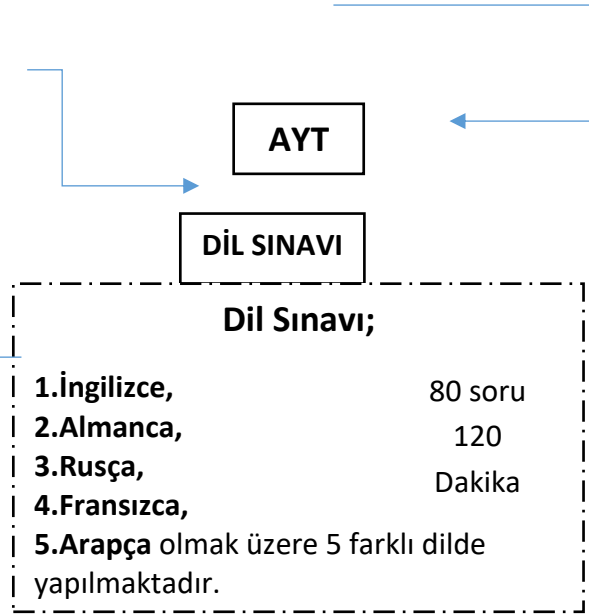 AYT
DİL SINAVI
Dil Sınavı;
1.İngilizce,
80 soru
2.Almanca,
120
3.Rusça,
Dakika
4.Fransızca,
5.Arapça olmak üzere 5 farklı dilde
yapılmaktadır.